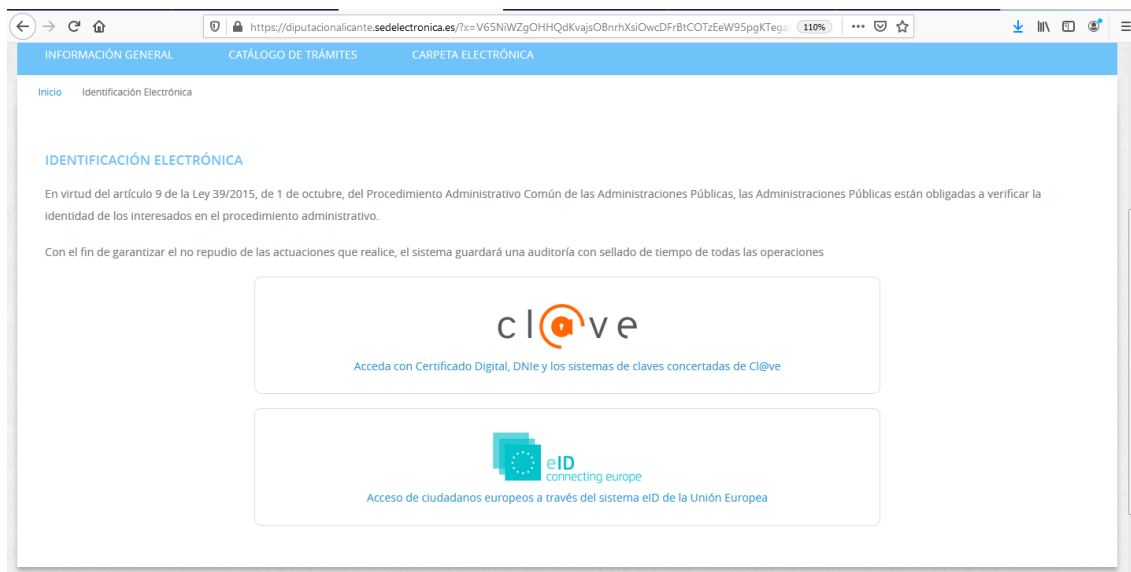 https://diputacionalicante.sedelectronica.es/?x=V65NiWZgOHHQdKvajsOBnrhXsiOwcDFrBtCOTzEeW95pgKTega 110%
INFORMACIÓN GENERAL CATÁLOGO DE TRÁMITES CARPETA ELECTRÓNICA
Inicio Identificación Electrónica
IDENTIFICACIÓN ELECTRÓNICA
En virtud del artículo 9 de la Ley 39/2015, de 1 de octubre, del Procedimiento Administrativo Común de las Administraciones Públicas, las Administraciones Públicas están obligadas a verificar la
identidad de los interesados en el procedimiento administrativo.
Con el fin de garantizar el no repudio de las actuaciones que realice, el sistema guardará una auditoría con sellado de tiempo de todas las operaciones
cl@ve
Acceda con Certificado Digital, DNIe y los sistemas de claves concertadas de Cl@ve
eID
connecting europe
Acceso de ciudadanos europeos a través del sistema eID de la Unión Europea